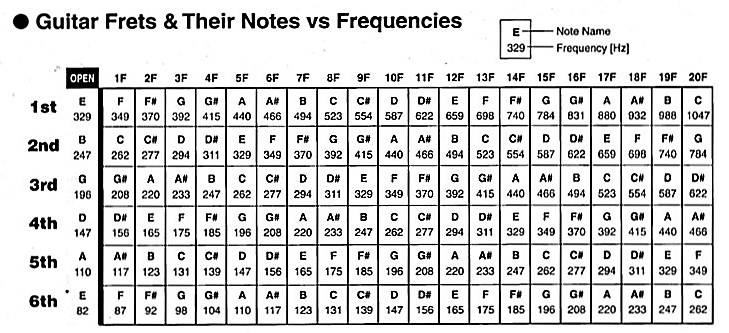 ● Guitar Frets & Their Notes vs Frequencies
E Note Name
329 Frequency [Hz]
OPEN 1F 2F 3F 4F 5F 6F 7F 8F 9F 10F 11F 12F 13F 14F 15F 16F 17F 18F 19F 20F
1st E F F# G G# A A# B C C# D D# E F F# G G# A A# B C
329 349 370 392 415 440 466 494 523 554 587 622 659 698 740 784 831 880 932 988 1047
2nd B C C# D D# E F F# G G# A A# B C C# D D# E F F# G
247 262 277 294 311 329 349 370 392 415 440 466 494 523 554 587 622 659 698 740 784
3rd G G# A A# B C C# D D# E F F# G G# A A# B C C# D D#
196 208 220 233 247 262 277 294 311 329 349 370 392 415 440 466 494 523 554 587 622
4th D D# E F F# G G# A A# B C C# D D# E F F# G G# A A#
147 156 165 175 185 196 208 220 233 247 262 277 294 311 329 349 370 392 415 440 466
5th A A# B C C# D D# E F F# G G# A A# B C C# D D# E F
110 117 123 131 139 147 156 165 175 185 196 208 220 233 247 262 277 294 311 329 349
6th E F F# G G# A A# B C C# D D# E F F# G G# A A# B C
82 87 92 98 104 110 117 123 131 139 147 156 165 175 185 196 208 220 233 247 262